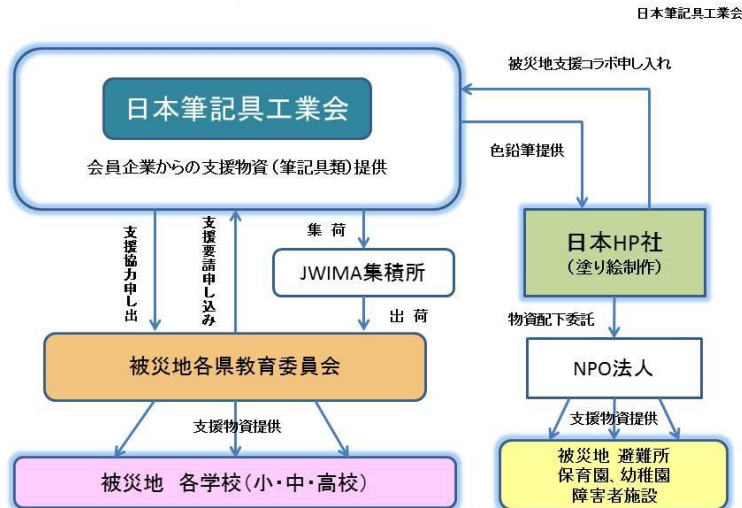 日本筆記具工業会
被災地支援コラボ申し入れ
日本筆記具工業会
会員企業からの支援物資（筆記具類）提供
色鉛筆提供
支援協力申し出
支援要請申し込み
集 荷
JWIMA集積所
出 荷
日本HP社
（塗り絵制作）
物資配下委託
被災地各県教育委員会
NPO法人
支援物資提供
支援物資提供
被災地 各学校（小・中・高校）
被災地 避難所
保育園、幼稚園
障害者施設